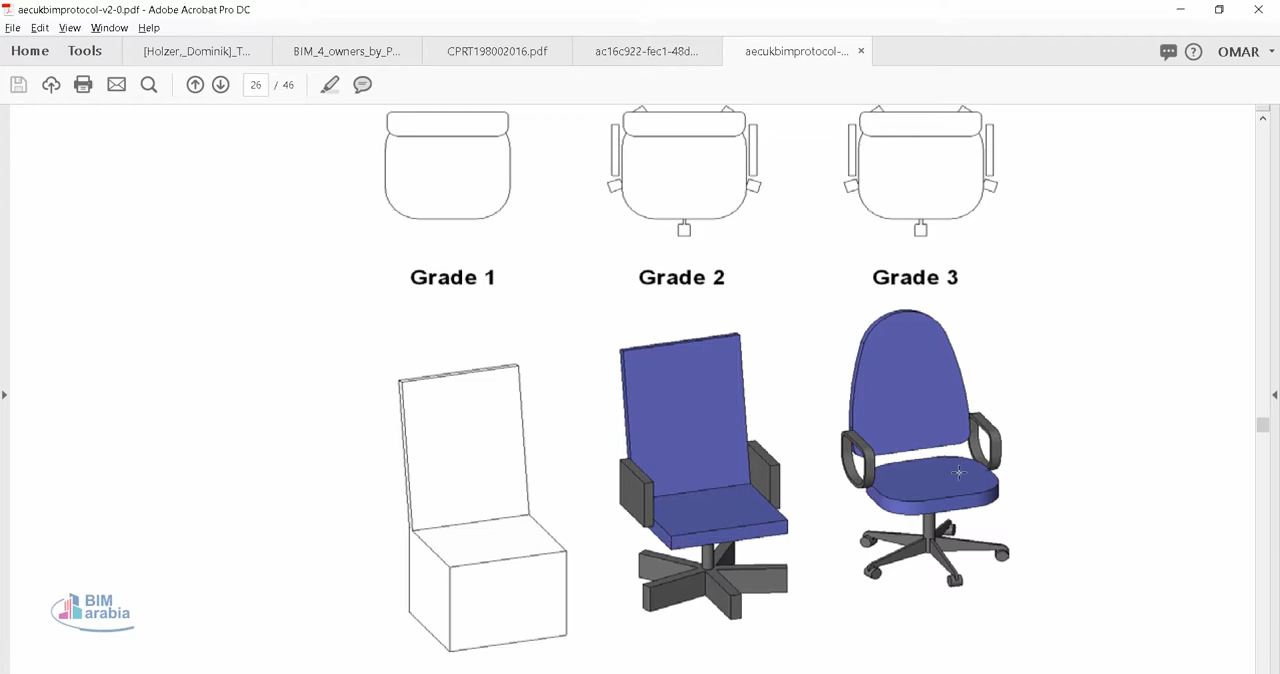 aecukbimprotocol-v2-0.pdf - Adobe Acrobat Pro DC
File Edit View Window Help
Home Tools [Holzer,_Dominik]_T... BIM_4_owners_by_P... CPRT198002016.pdf ac16c922-fec1-48d... aecukbimprotocol-... × OMAR
26 / 46
Grade 1 Grade 2 Grade 3
BIM
arabia